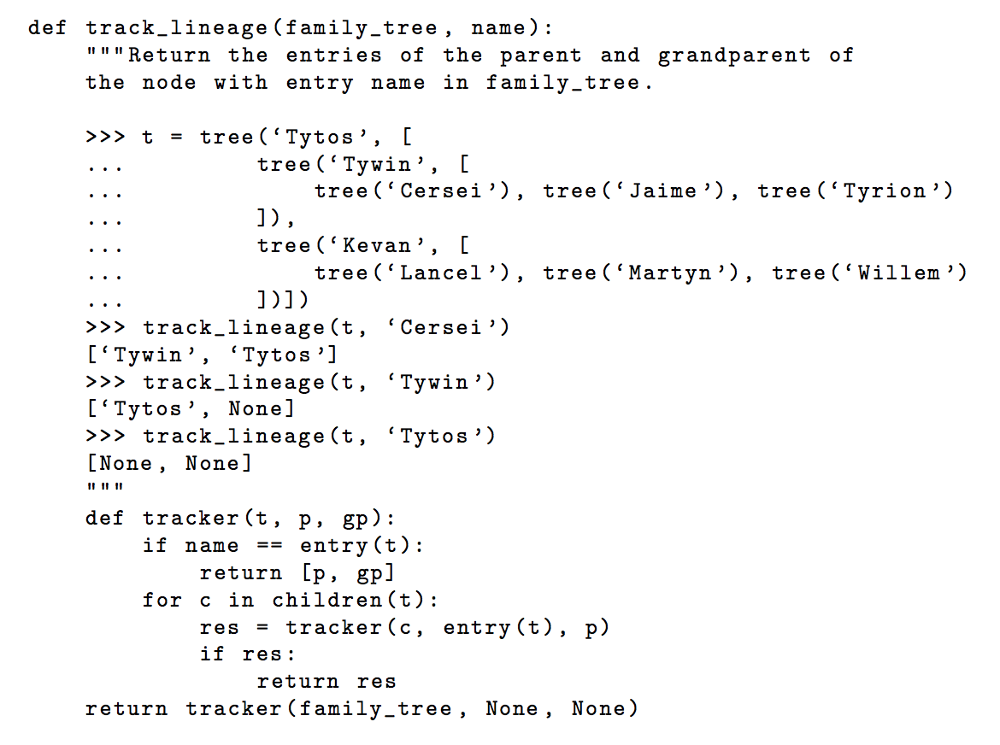 def track_lineage(family_tree, name):
    """Return the entries of the parent and grandparent of
    the node with entry name in family_tree.

    >>> t = tree(‘Tytos’, [
    ...         tree(‘Tywin’, [
    ...             tree(‘Cersei’), tree(‘Jaime’), tree(‘Tyrion’)
    ...         ]),
    ...         tree(‘Kevan’, [
    ...             tree(‘Lancel’), tree(‘Martyn’), tree(‘Willem’)
    ...         ])])
    >>> track_lineage(t, ‘Cersei’)
    [‘Tywin’, ‘Tytos’]
    >>> track_lineage(t, ‘Tywin’)
    [‘Tytos’, None]
    >>> track_lineage(t, ‘Tytos’)
    [None, None]
    """
    def tracker(t, p, gp):
        if name == entry(t):
            return [p, gp]
        for c in children(t):
            res = tracker(c, entry(t), p)
            if res:
                return res
    return tracker(family_tree, None, None)